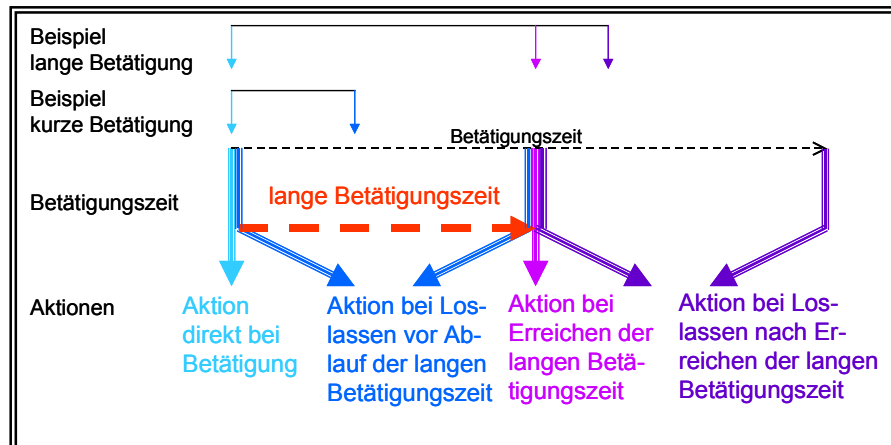 Beispiel
lange Betätigung
Beispiel
kurze Betätigung
Betätigungszeit
Betätigungszeit
lange Betätigungszeit
Aktionen
Aktion
direkt bei
Betätigung
Aktion bei Los-
lassen vor Ab-
lauf der langen
Betätigungszeit
Aktion bei
Erreichen der
langen Betä-
tigungszeit
Aktion bei Los-
lassen nach Er-
reichen der langen
Betätigungszeit